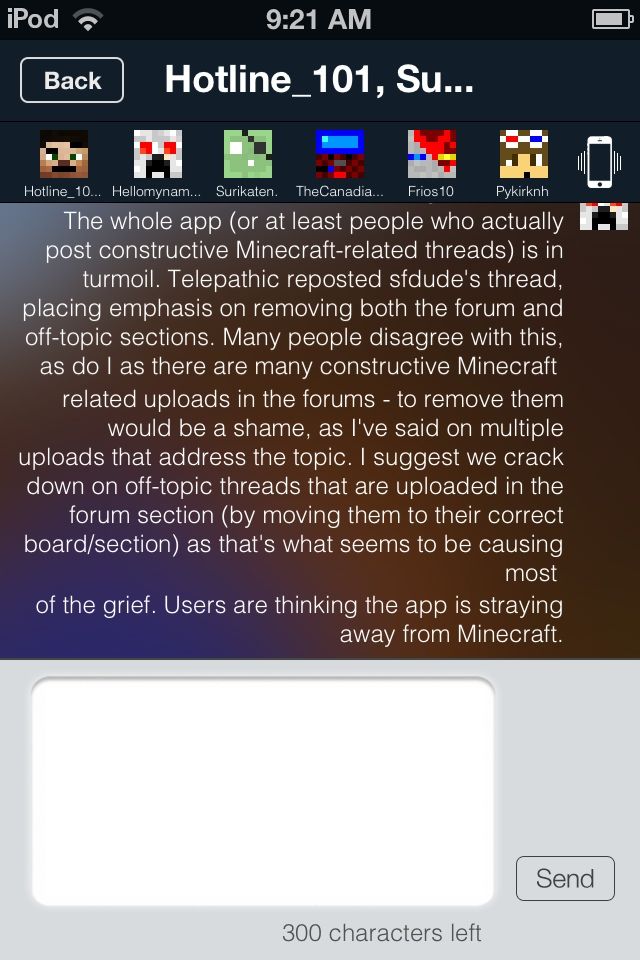 iPod 9:21 AM
Back Hotline_101, Su...
Hotline_10... Hellomynam... Surikaten. TheCanadia... Frios10 Pykirknh
The whole app (or at least people who actually
post constructive Minecraft-related threads) is in
turmoil. Telepathic reposted sfdude's thread,
placing emphasis on removing both the forum and
off-topic sections. Many people disagree with this,
as do I as there are many constructive Minecraft
related uploads in the forums - to remove them
would be a shame, as I've said on multiple
uploads that address the topic. I suggest we crack
down on off-topic threads that are uploaded in the
forum section (by moving them to their correct
board/section) as that's what seems to be causing
most
of the grief. Users are thinking the app is straying
away from Minecraft.
Send
300 characters left